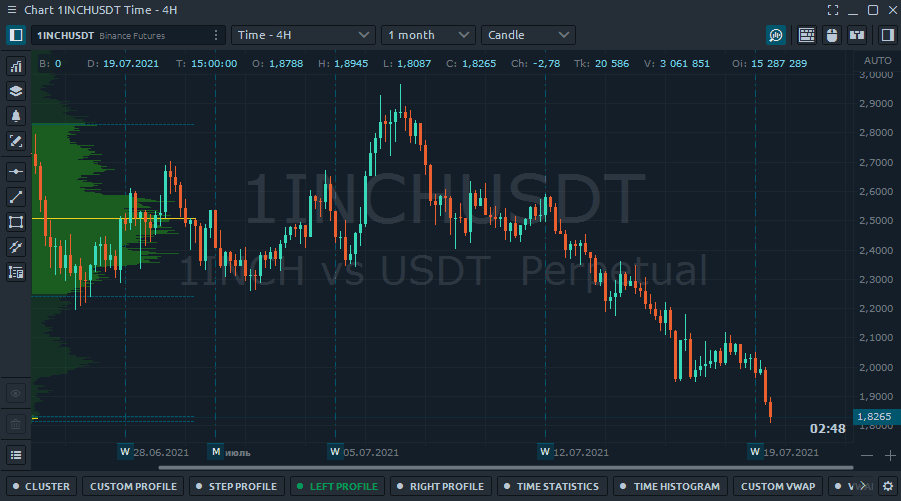 Chart 1INCHUSDT Time - 4H
1INCHUSDT Binance Futures Time - 4H 1 month Candle
B: 0 D: 19.07.2021 T: 15:00:00 O: 1,8788 H: 1,8945 L: 1,8087 C: 1,8265 Ch: -2,78 Tk: 20 586 V: 3 061 851 Oi: 15 287 289 AUTO
3,0000
2,9000
2,8000
2,7000
2,6000
2,5000
2,4000
2,3000
2,2000
2,1000
2,0000
1,9000
1,8265
1,8000
1INCHUSDT
1INCH vs USDT Perpetual
02:48
W 28.06.2021 M июль W 05.07.2021 W 12.07.2021 W 19.07.2021
CLUSTER CUSTOM PROFILE STEP PROFILE LEFT PROFILE RIGHT PROFILE TIME STATISTICS TIME HISTOGRAM CUSTOM VWAP